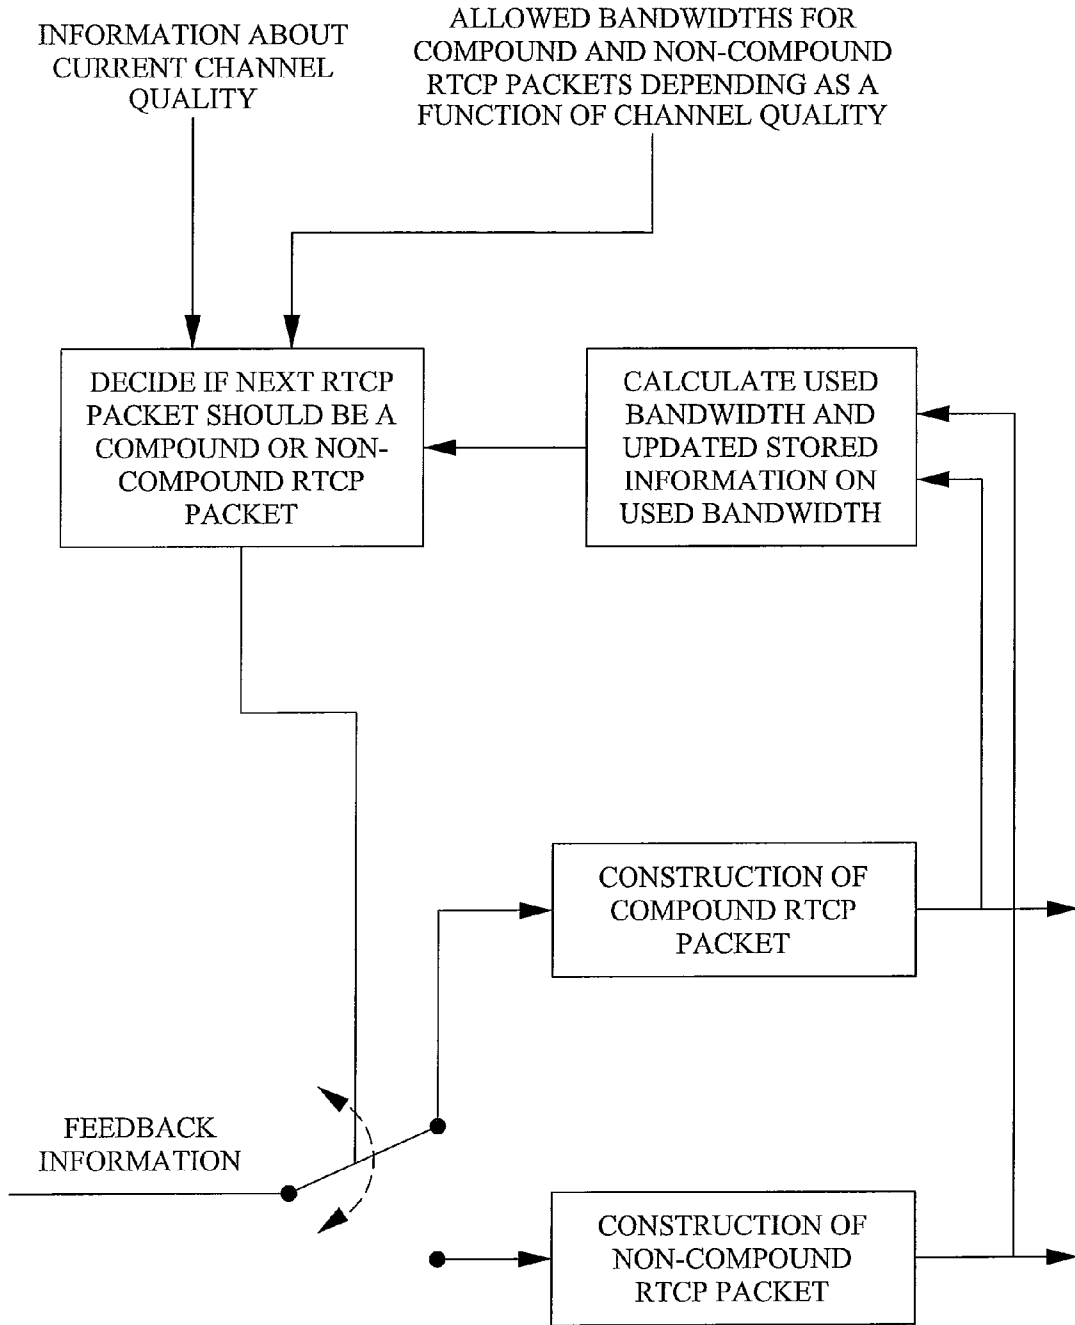 INFORMATION ABOUT
CURRENT CHANNEL
QUALITY
ALLOWED BANDWIDTHS FOR
COMPOUND AND NON-COMPOUND
RTCP PACKETS DEPENDING AS A
FUNCTION OF CHANNEL QUALITY
DECIDE IF NEXT RTCP
PACKET SHOULD BE A
COMPOUND OR NON-
COMPOUND RTCP
PACKET
CALCULATE USED
BANDWIDTH AND
UPDATED STORED
INFORMATION ON
USED BANDWIDTH
CONSTRUCTION OF
COMPOUND RTCP
PACKET
FEEDBACK
INFORMATION
CONSTRUCTION OF
NON-COMPOUND
RTCP PACKET